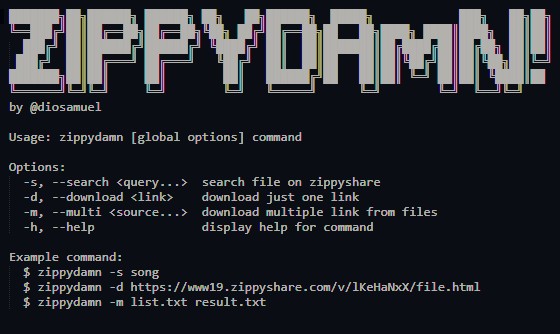 ZIPPYDAMN!
by @diosamuel
Usage: zippydamn [global options] command
Options:
-s, --search <query...> search file on zippyshare
-d, --download <link> download just one link
-m, --multi <source...> download multiple link from files
-h, --help display help for command
Example command:
$ zippydamn -s song
$ zippydamn -d https://www19.zippyshare.com/v/lKeHaNxX/file.html
$ zippydamn -m list.txt result.txt